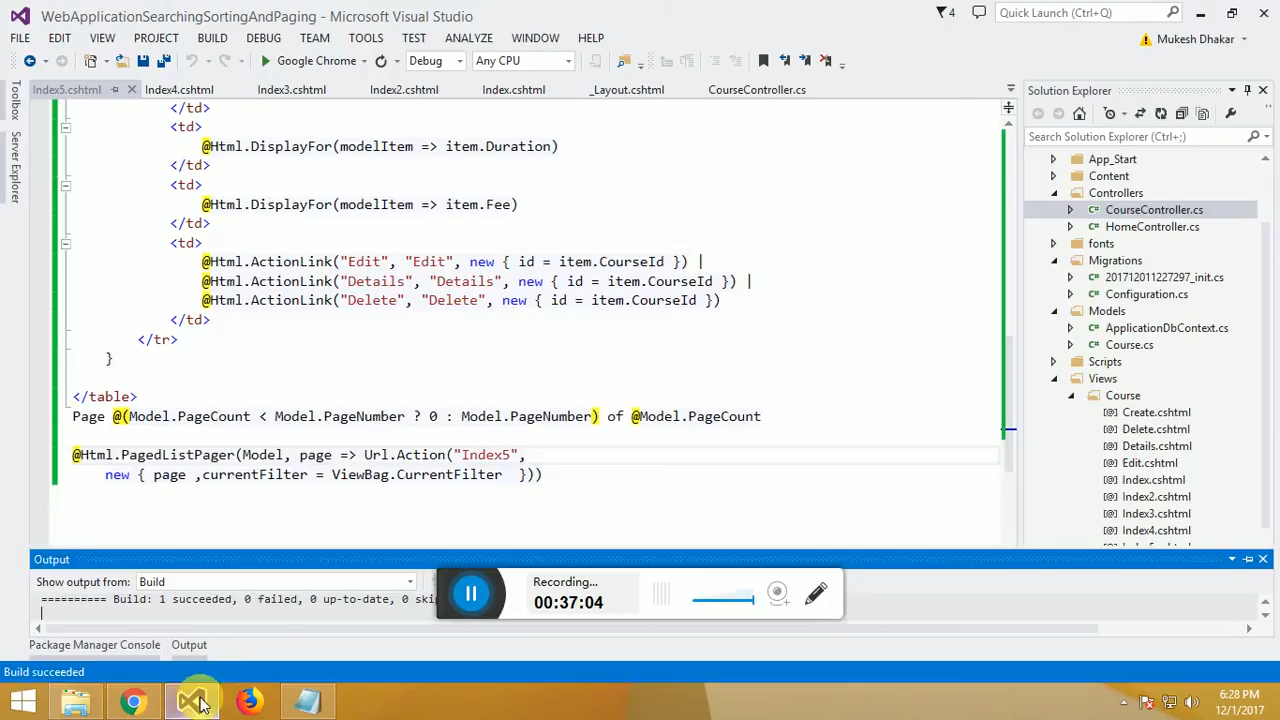 WebApplicationSearchingSortingAndPaging - Microsoft Visual Studio
4
Quick Launch (Ctrl+Q)
FILE EDIT VIEW PROJECT BUILD DEBUG TEAM TOOLS TEST ANALYZE WINDOW HELP
Mukesh Dhakar
Google Chrome
Debug
Any CPU
Toolbox
Server Explorer
Index5.cshtml
Index4.cshtml
Index3.cshtml
Index2.cshtml
Index.cshtml
_Layout.cshtml
CourseController.cs
</td>
<td>
@Html.DisplayFor(modelItem => item.Duration)
</td>
<td>
@Html.DisplayFor(modelItem => item.Fee)
</td>
<td>
@Html.ActionLink("Edit", "Edit", new { id = item.CourseId }) |
@Html.ActionLink("Details", "Details", new { id = item.CourseId }) |
@Html.ActionLink("Delete", "Delete", new { id = item.CourseId })
</td>
</tr>
}
</table>
Page @(Model.PageCount < Model.PageNumber ? 0 : Model.PageNumber) of @Model.PageCount
@Html.PagedListPager(Model, page => Url.Action("Index5",
new { page ,currentFilter = ViewBag.CurrentFilter }))
Solution Explorer
Search Solution Explorer (Ctrl+;)
App_Start
Content
Controllers
CourseController.cs
HomeController.cs
fonts
Migrations
201712011227297_init.cs
Configuration.cs
Models
ApplicationDbContext.cs
Course.cs
Scripts
Views
Course
Create.cshtml
Delete.cshtml
Details.cshtml
Edit.cshtml
Index.cshtml
Index2.cshtml
Index3.cshtml
Index4.cshtml
Output
Show output from: Build
========== Build: 1 succeeded, 0 failed, 0 up-to-date, 0
Recording...
00:37:04
Package Manager Console
Output
Build succeeded
6:28 PM
12/1/2017